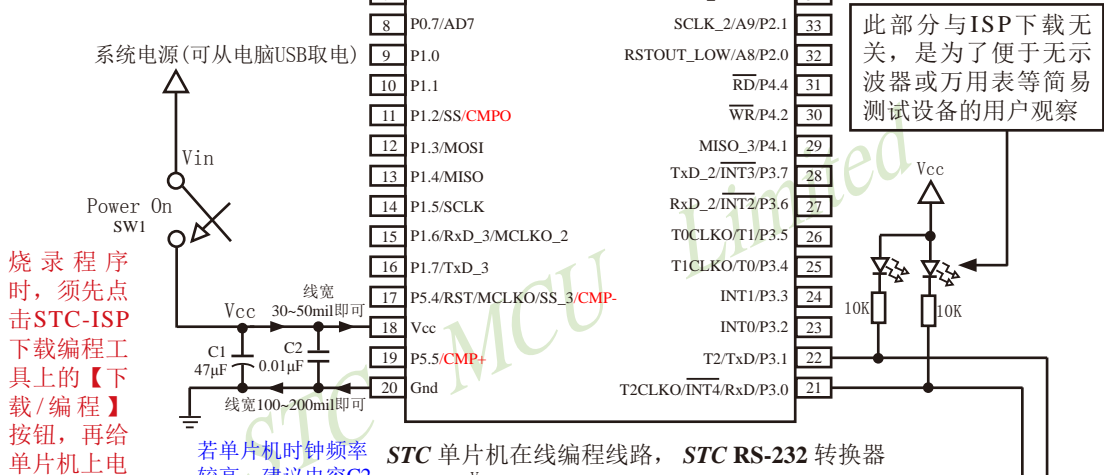 8 P0.7/AD7
9 P1.0
10 P1.1
11 P1.2/SS/CMPO
12 P1.3/MOSI
13 P1.4/MISO
14 P1.5/SCLK
15 P1.6/RxD_3/MCLKO_2
16 P1.7/TxD_3
17 P5.4/RST/MCLKO/SS_3/CMP-
18 Vcc
19 P5.5/CMP+
20 Gnd
SCLK_2/A9/P2.1 33
RSTOUT_LOW/A8/P2.0 32
RD/P4.4 31
WR/P4.2 30
MISO_3/P4.1 29
TxD_2/INT3/P3.7 28
RxD_2/INT2/P3.6 27
T0CLKO/T1/P3.5 26
T1CLKO/T0/P3.4 25
INT1/P3.3 24
INT0/P3.2 23
T2/TxD/P3.1 22
T2CLKO/INT4/RxD/P3.0 21
系统电源(可从电脑USB取电)
Vin
Power On
SW1
烧录程序
时，须先点
击STC-ISP
下载编程工
具上的【下
载/编程】
按钮，再给
单片机上电
Vcc
线宽
30~50mil即可
C1
47μF
C2
0.01μF
线宽100~200mil即可
此部分与ISP下载无
关，是为了便于无示
波器或万用表等简易
测试设备的用户观察
Vcc
10K
10K
若单片机时钟频率
较高，建议电容C2
STC 单片机在线编程线路， STC RS-232 转换器
STC MCU Limited